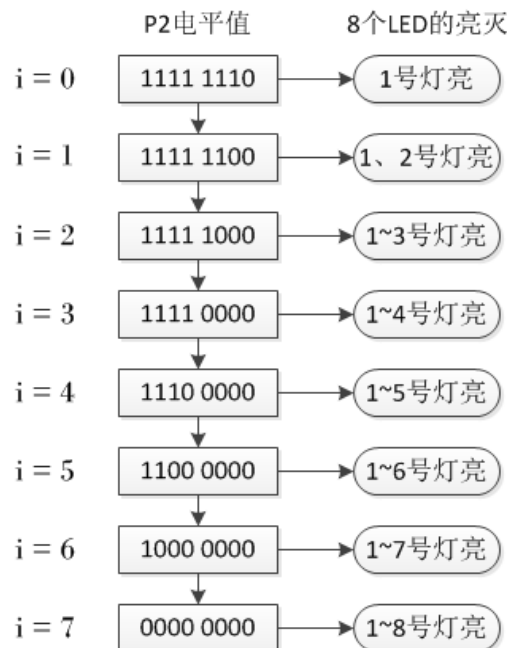 P2电平值 8个LED的亮灭
i = 0 1111 1110 1号灯亮
i = 1 1111 1100 1、2号灯亮
i = 2 1111 1000 1~3号灯亮
i = 3 1111 0000 1~4号灯亮
i = 4 1110 0000 1~5号灯亮
i = 5 1100 0000 1~6号灯亮
i = 6 1000 0000 1~7号灯亮
i = 7 0000 0000 1~8号灯亮